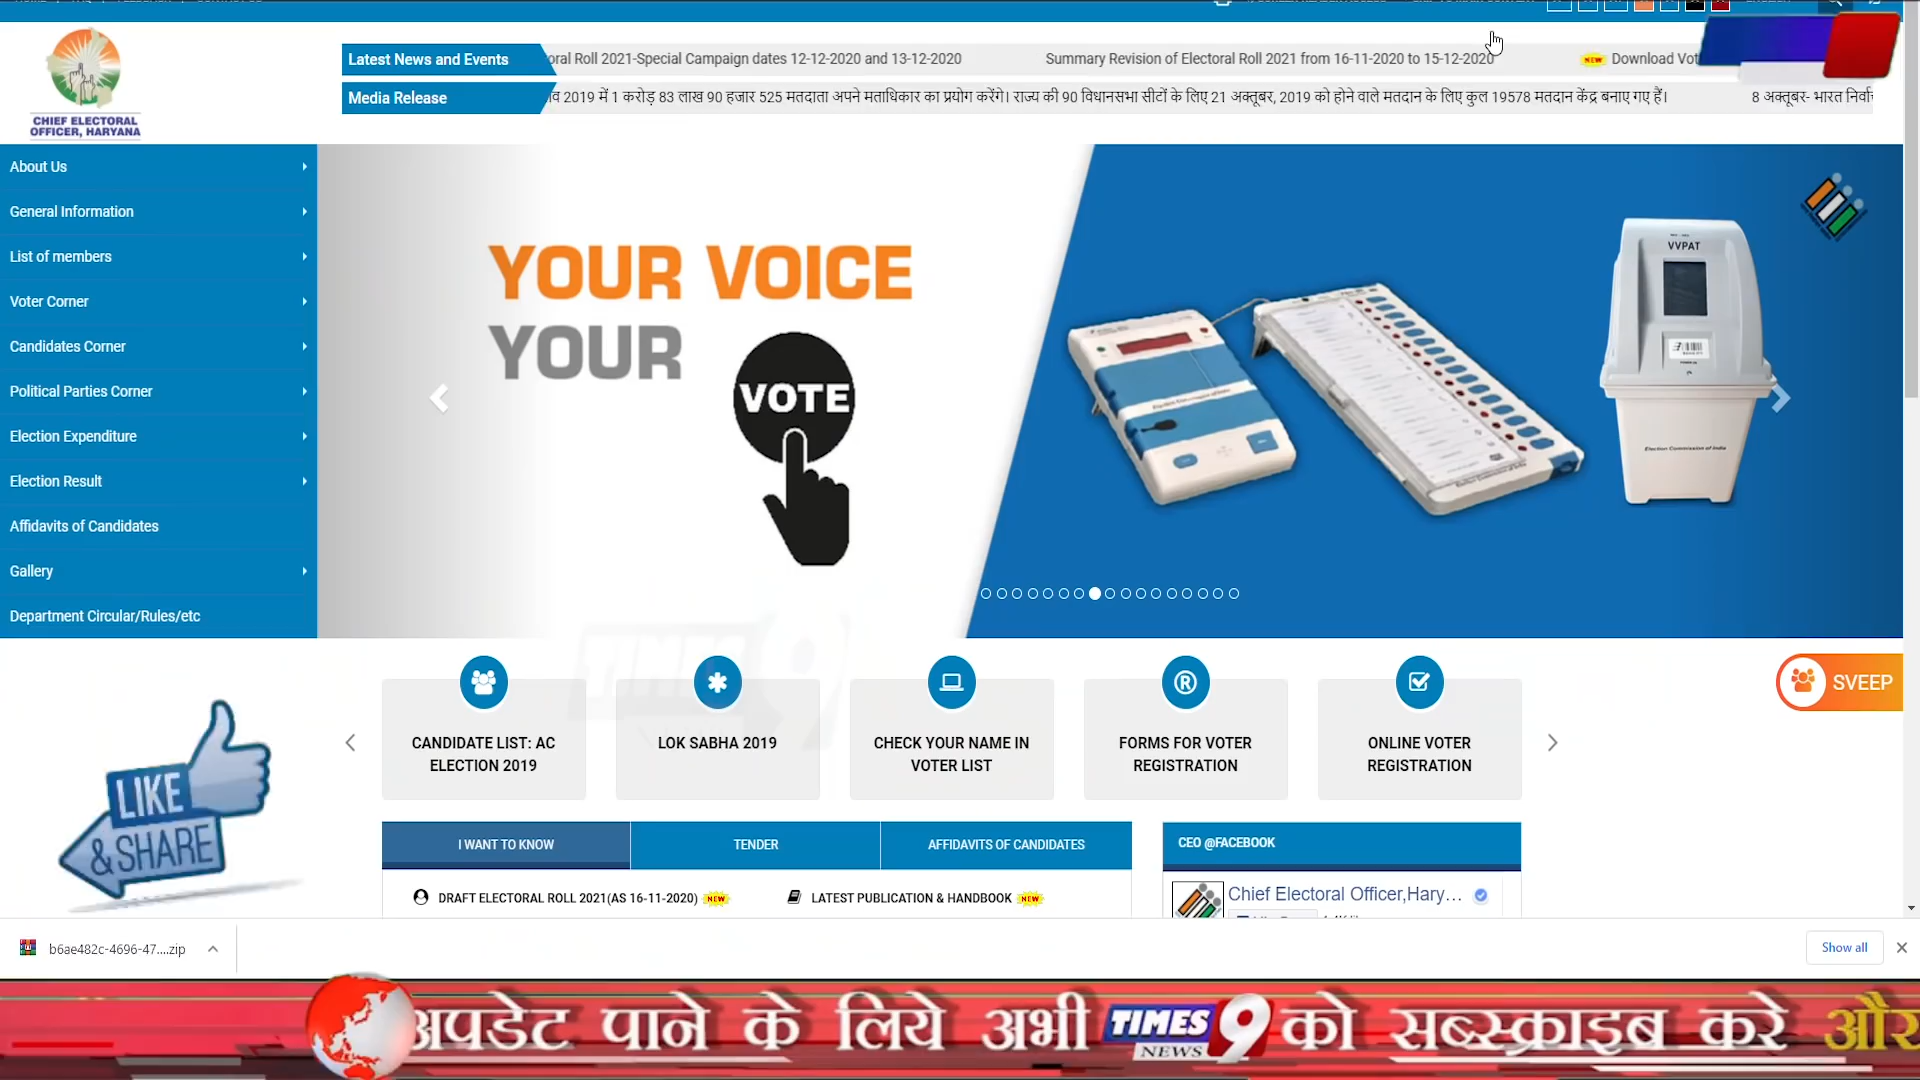 Latest News and Events
oral Roll 2021-Special Campaign dates 12-12-2020 and 13-12-2020 Summary Revision of Electoral Roll 2021 from 16-11-2020 to 15-12-2020 NEW Download
Media Release
2019 में 1 करोड़ 83 लाख 90 हजार 525 मतदाता अपने मताधिकार का प्रयोग करेंगे। राज्य की 90 विधानसभा सीटों के लिए 21 अक्तूबर, 2019 को होने वाले मतदान के लिए कुल 19578 मतदान केंद्र बनाए गए हैं। 8 अक्तूबर- भारत
CHIEF ELECTORAL
OFFICER, HARYANA
About Us
General Information
List of members
Voter Corner
Candidates Corner
Political Parties Corner
Election Expenditure
Election Result
Affidavits of Candidates
Gallery
Department Circular/Rules/etc
YOUR VOICE
YOUR
VOTE
VVPAT
Election Commission of India
SVEEP
TIMES 9
CANDIDATE LIST: AC
ELECTION 2019
LOK SABHA 2019
CHECK YOUR NAME IN
VOTER LIST
FORMS FOR VOTER
REGISTRATION
ONLINE VOTER
REGISTRATION
LIKE
& SHARE
I WANT TO KNOW
TENDER
AFFIDAVITS OF CANDIDATES
CEO @FACEBOOK
DRAFT ELECTORAL ROLL 2021(AS 16-11-2020) NEW
LATEST PUBLICATION & HANDBOOK NEW
Chief Electoral Officer,Hary...
b6ae482c-4696-47....zip
Show all
अपडेट पाने के लिये अभी TIMES NEWS 9 को सब्स्क्राइब करे और